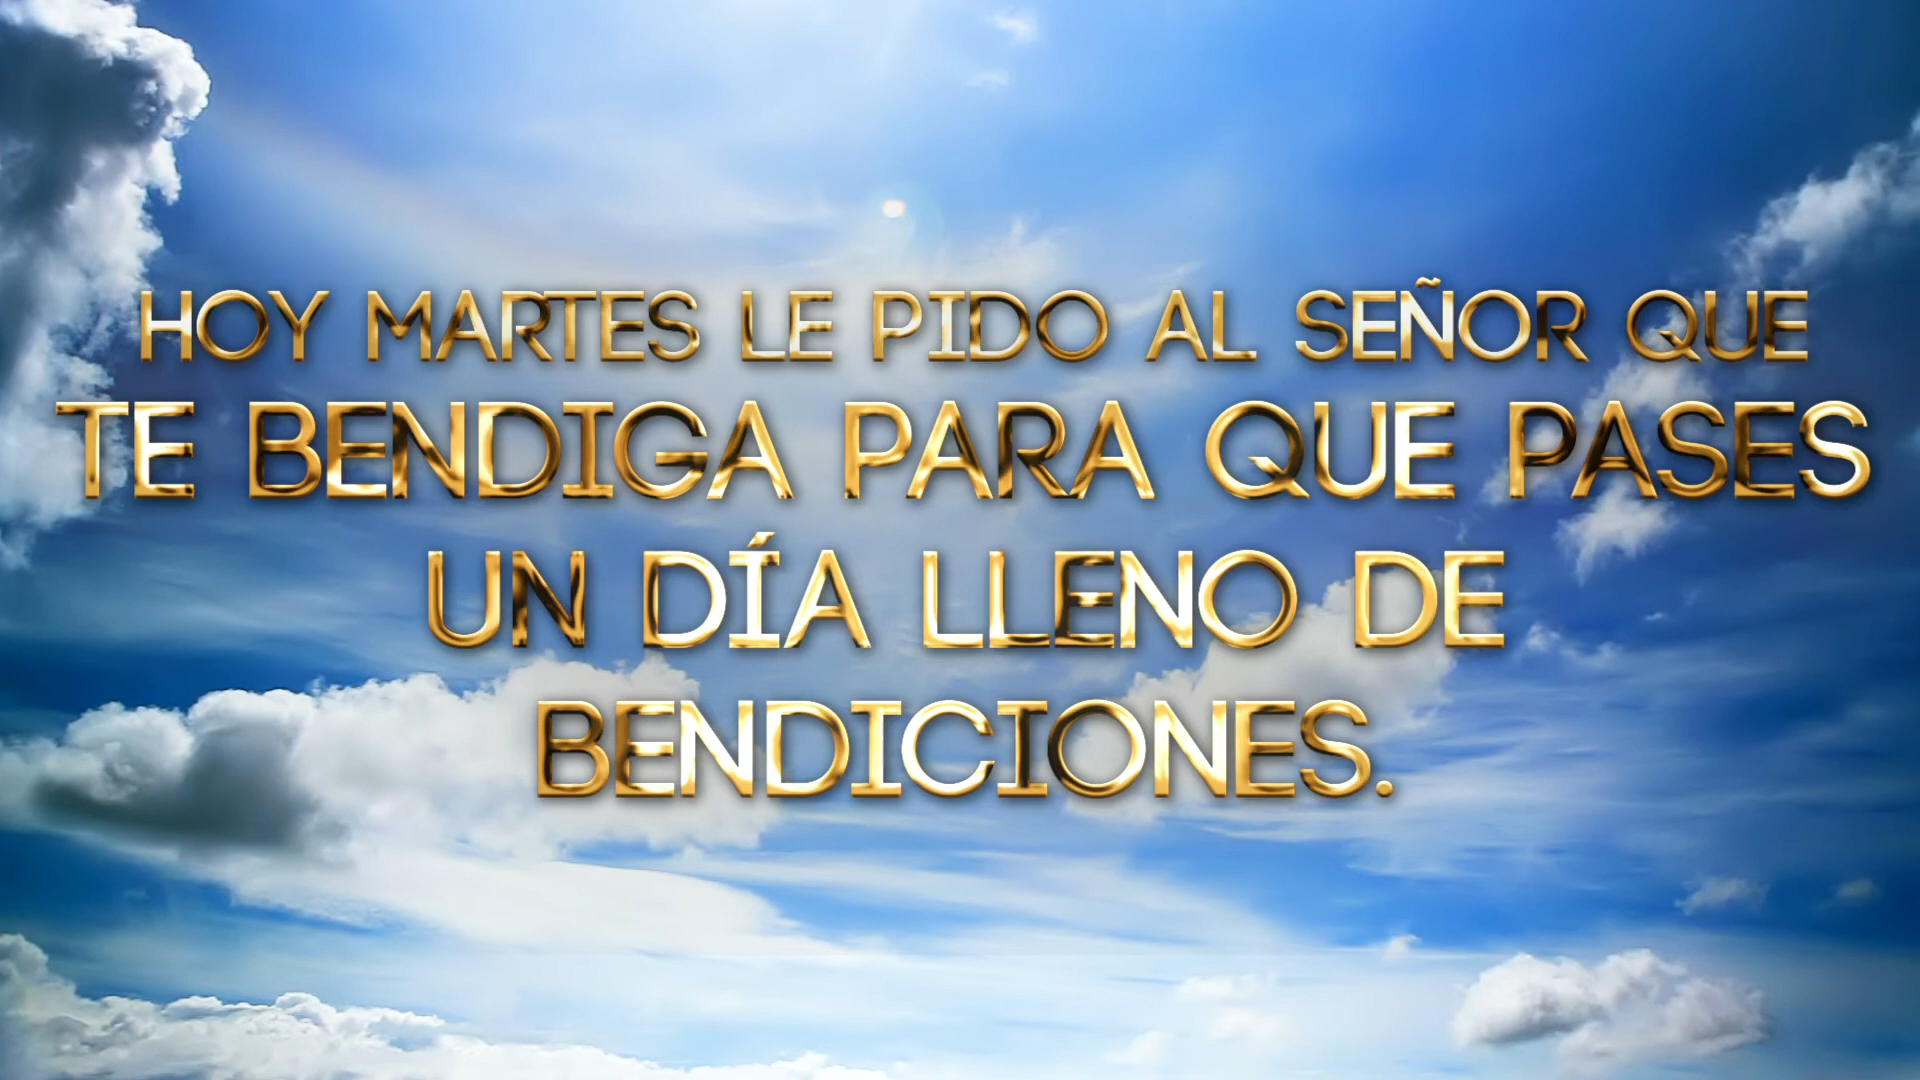 HOY MARTES LE PIDO AL SEÑOR QUE
TE BENDIGA PARA QUE PASES
UN DÍA LLENO DE
BENDICIONES.